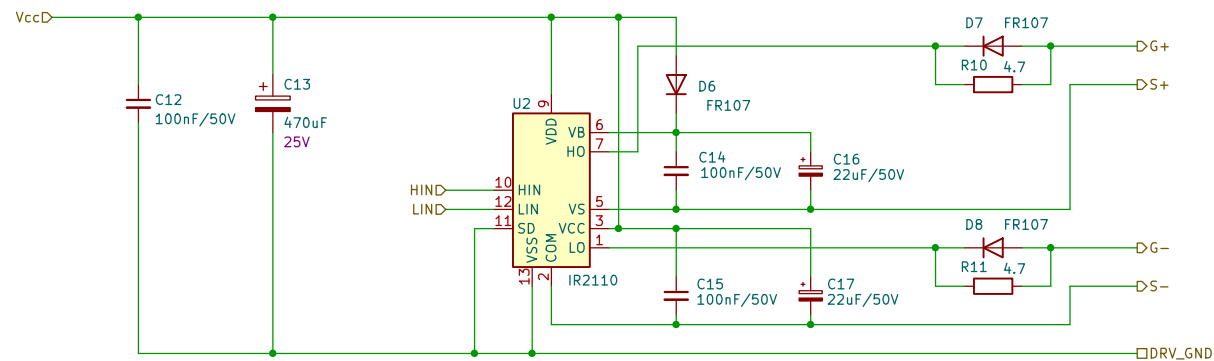 Vcc
D7 FR107
G+
R10 4.7
S+
C12
100nF/50V
+ C13
470uF
25V
D6
FR107
U2
9
VDD
VB 6
HO 7
C14
100nF/50V
+ C16
22uF/50V
HIN 10 HIN
LIN 12 LIN
11 SD
VS 5
VCC 3
LO 1
VSS
COM
13
2
IR2110
D8 FR107
G-
R11 4.7
S-
C15
100nF/50V
+ C17
22uF/50V
DRV_GND